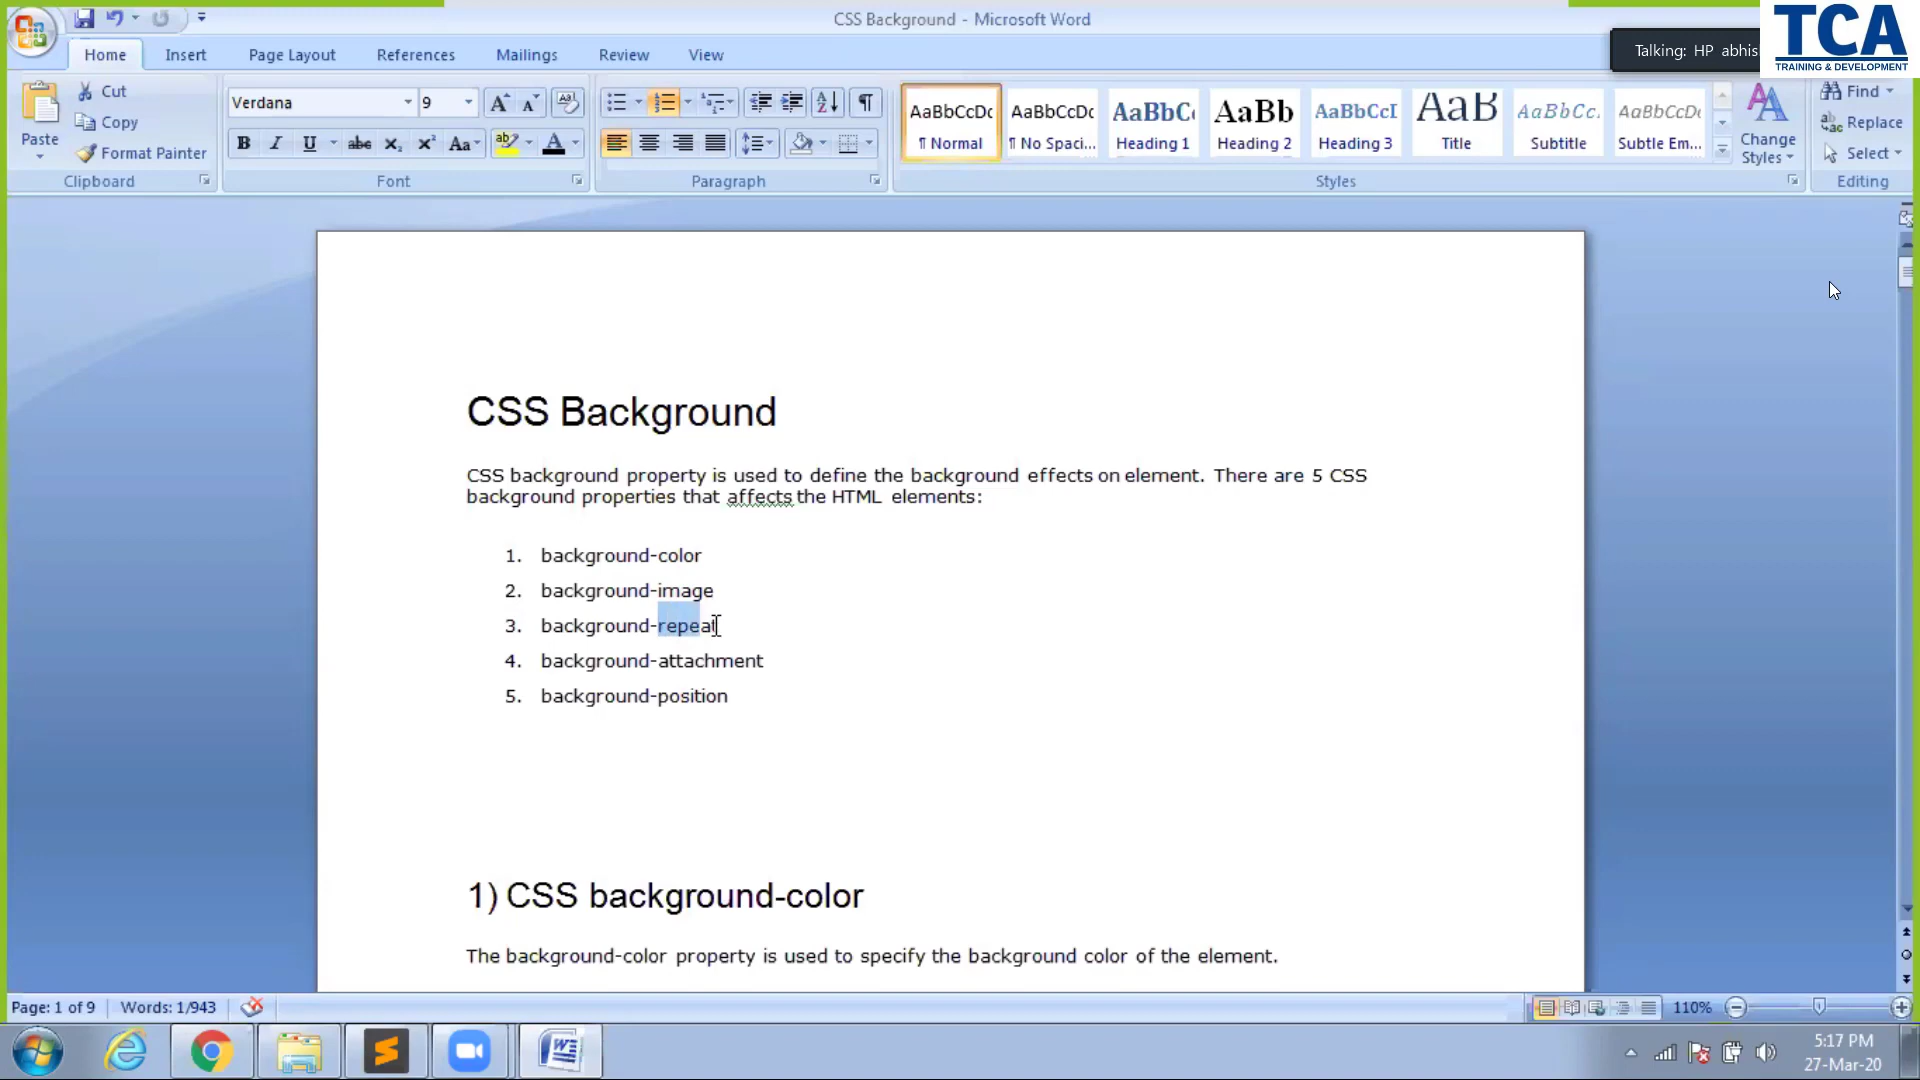 CSS Background - Microsoft Word
Talking: HP abhis
TCA
TRAINING & DEVELOPMENT
Home Insert Page Layout References Mailings Review View
Paste
Cut
Copy
Format Painter
Clipboard
Verdana 9
Font
Paragraph
AaBbCcDc AaBbCcDc AaBbC AaBb AaBbCcI AaB AaBbCc. AaBbCcDc
¶ Normal ¶ No Spaci... Heading 1 Heading 2 Heading 3 Title Subtitle Subtle Em...
Change
Styles
Styles
Find
Replace
Select
Editing
CSS Background
CSS background property is used to define the background effects on element. There are 5 CSS
background properties that affects the HTML elements:
1. background-color
2. background-image
3. background-repeat
4. background-attachment
5. background-position
1) CSS background-color
The background-color property is used to specify the background color of the element.
Page: 1 of 9 Words: 1/943 110%
5:17 PM
27-Mar-20